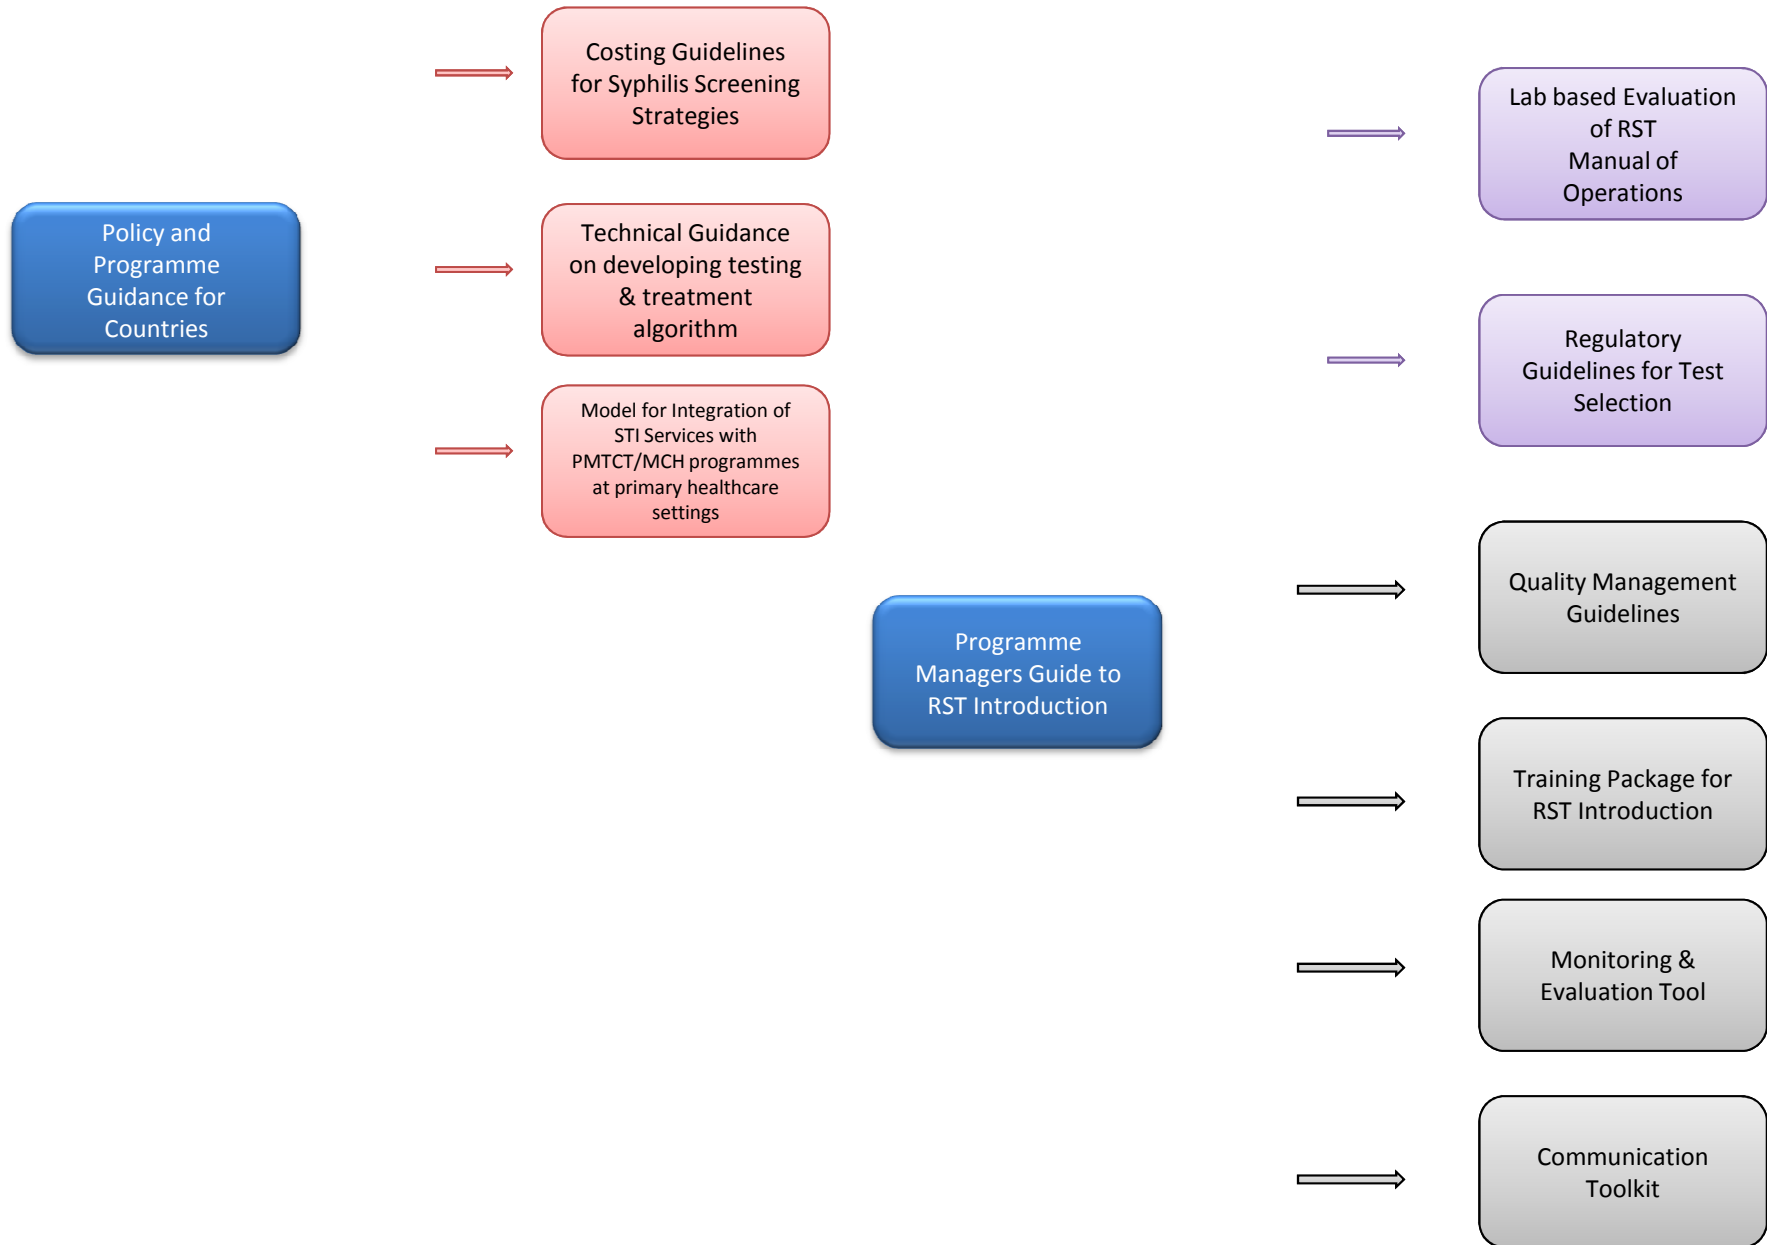 Policy and
Programme
Guidance for
Countries
Costing Guidelines
for Syphilis Screening
Strategies
Technical Guidance
on developing testing
& treatment
algorithm
Model for Integration of
STI Services with
PMTCT/MCH programmes
at primary healthcare
settings
Programme
Managers Guide to
RST Introduction
Lab based Evaluation
of RST
Manual of
Operations
Regulatory
Guidelines for Test
Selection
Quality Management
Guidelines
Training Package for
RST Introduction
Monitoring &
Evaluation Tool
Communication
Toolkit